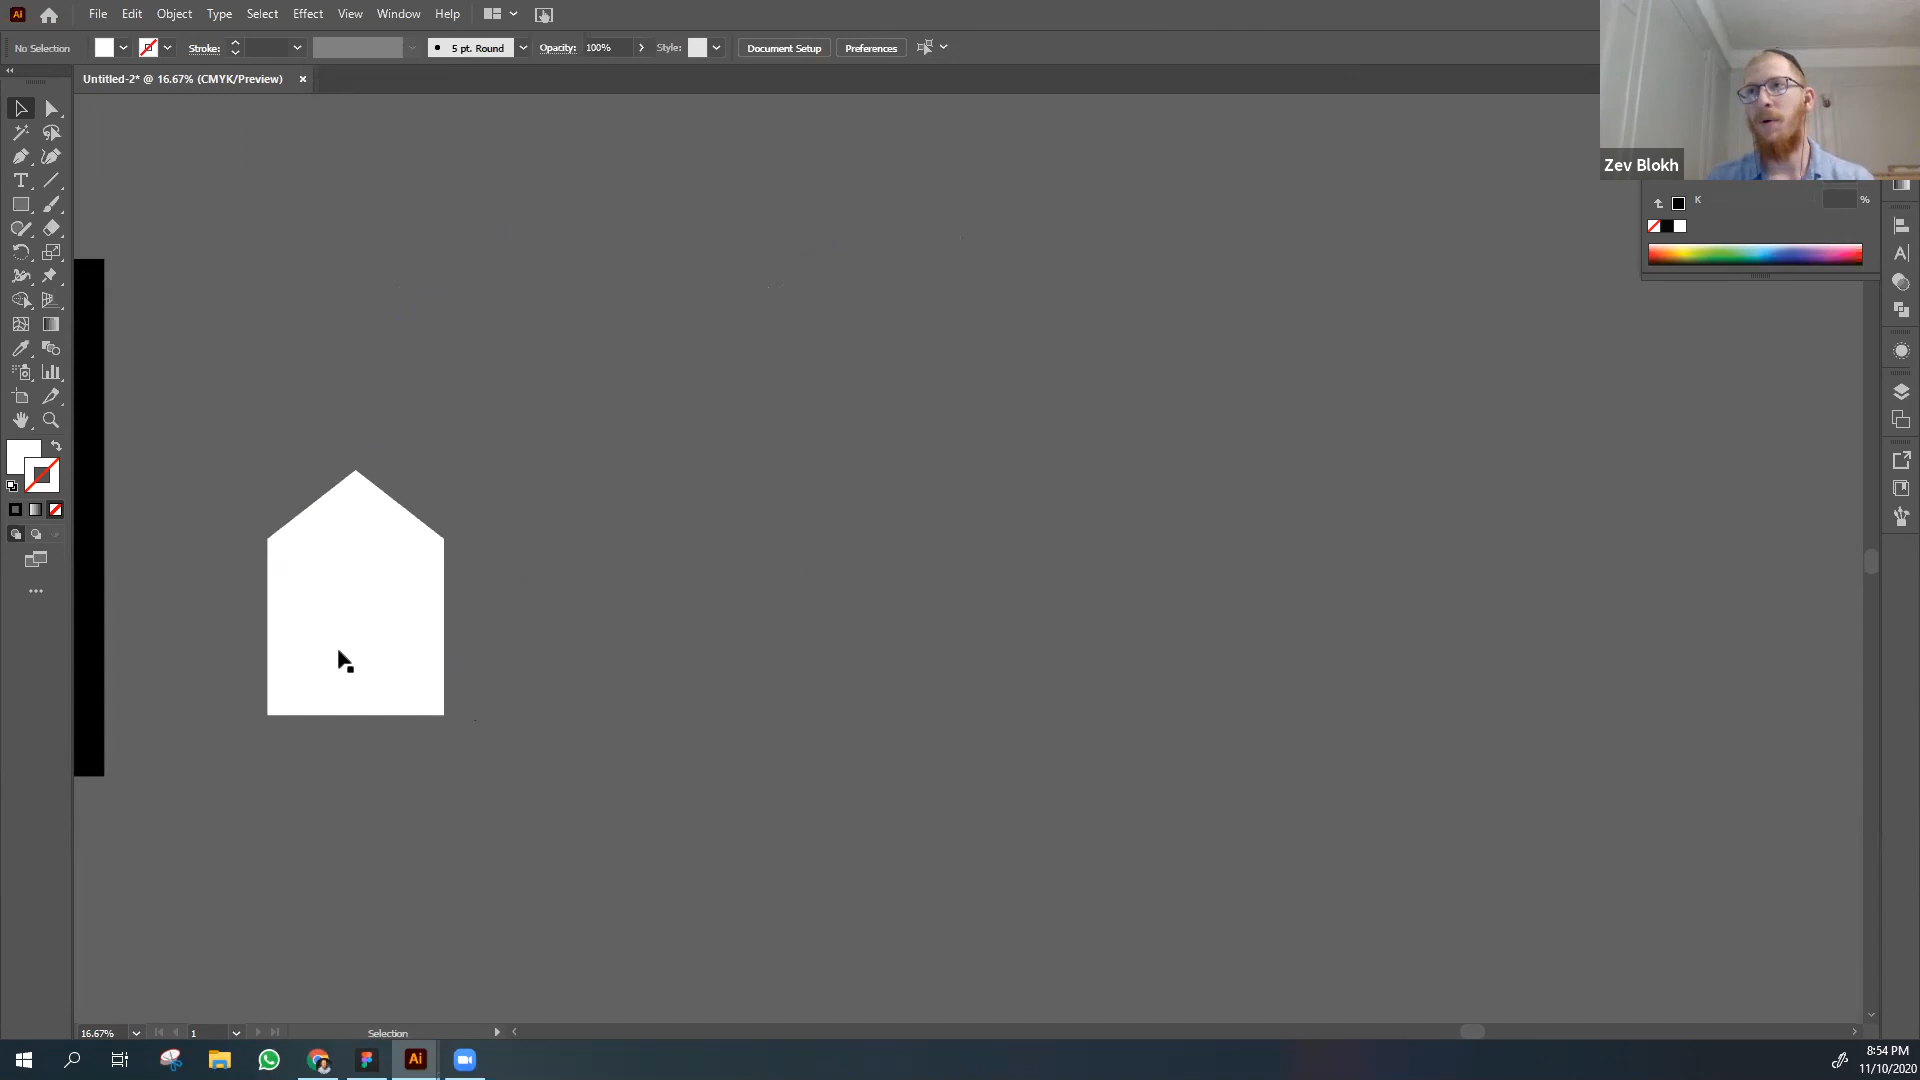 Ai File Edit Object Type Select Effect View Window Help
No Selection Stroke: 5 pt. Round Opacity: 100% Style: Document Setup Preferences
Untitled-2* @ 16.67% (CMYK/Preview) ×
Zev Blokh
K %
T
A
16.67% 1 Selection
Ai
8:54 PM
11/10/2020